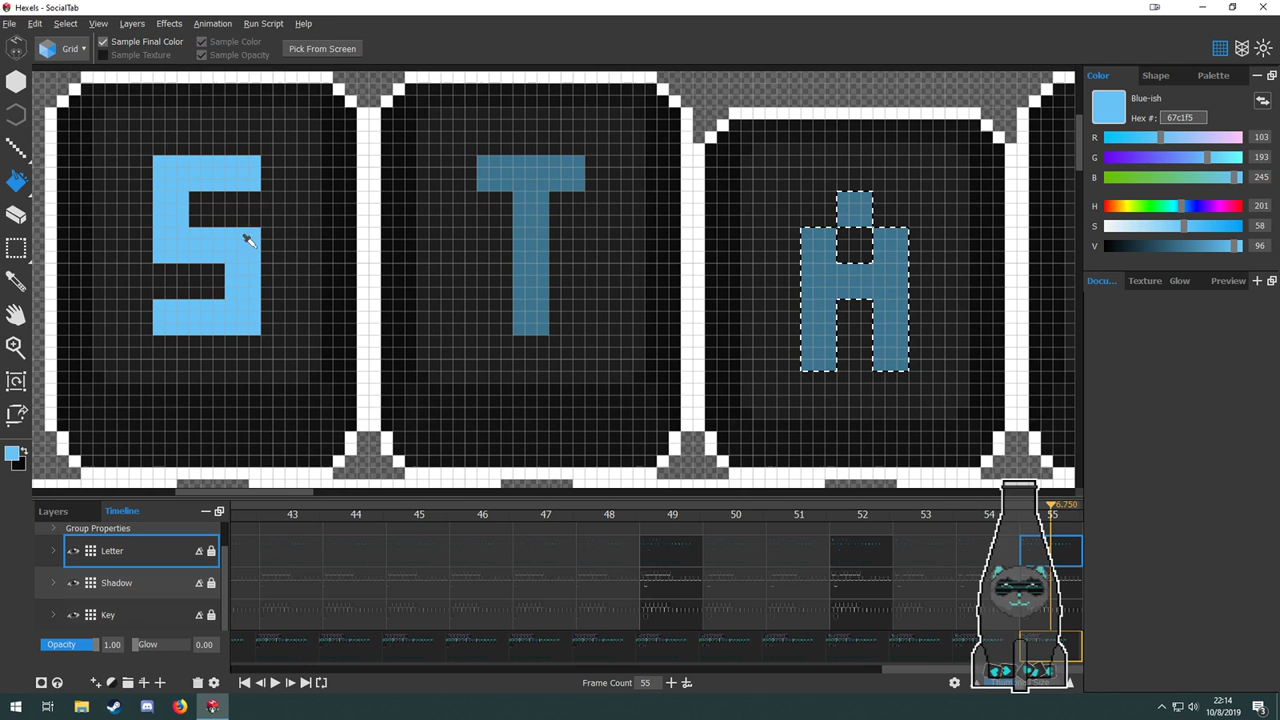 Hexels - SocialTab
File Edit Select View Layers Effects Animation Run Script Help
Grid Sample Final Color Sample Color Pick From Screen
Sample Texture Sample Opacity
Color Shape Palette
Blue-ish
Hex #: 67c1f5
R 103
G 193
B 245
H 201
S 58
V 96
Docu... Texture Glow Preview
S T A
Layers Timeline
6.750
43 44 45 46 47 48 49 50 51 52 53 54 55
Group Properties
Letter
Shadow
Key
Opacity 1.00 Glow 0.00
Frame Count 55
Size
22:14
10/8/2019
3